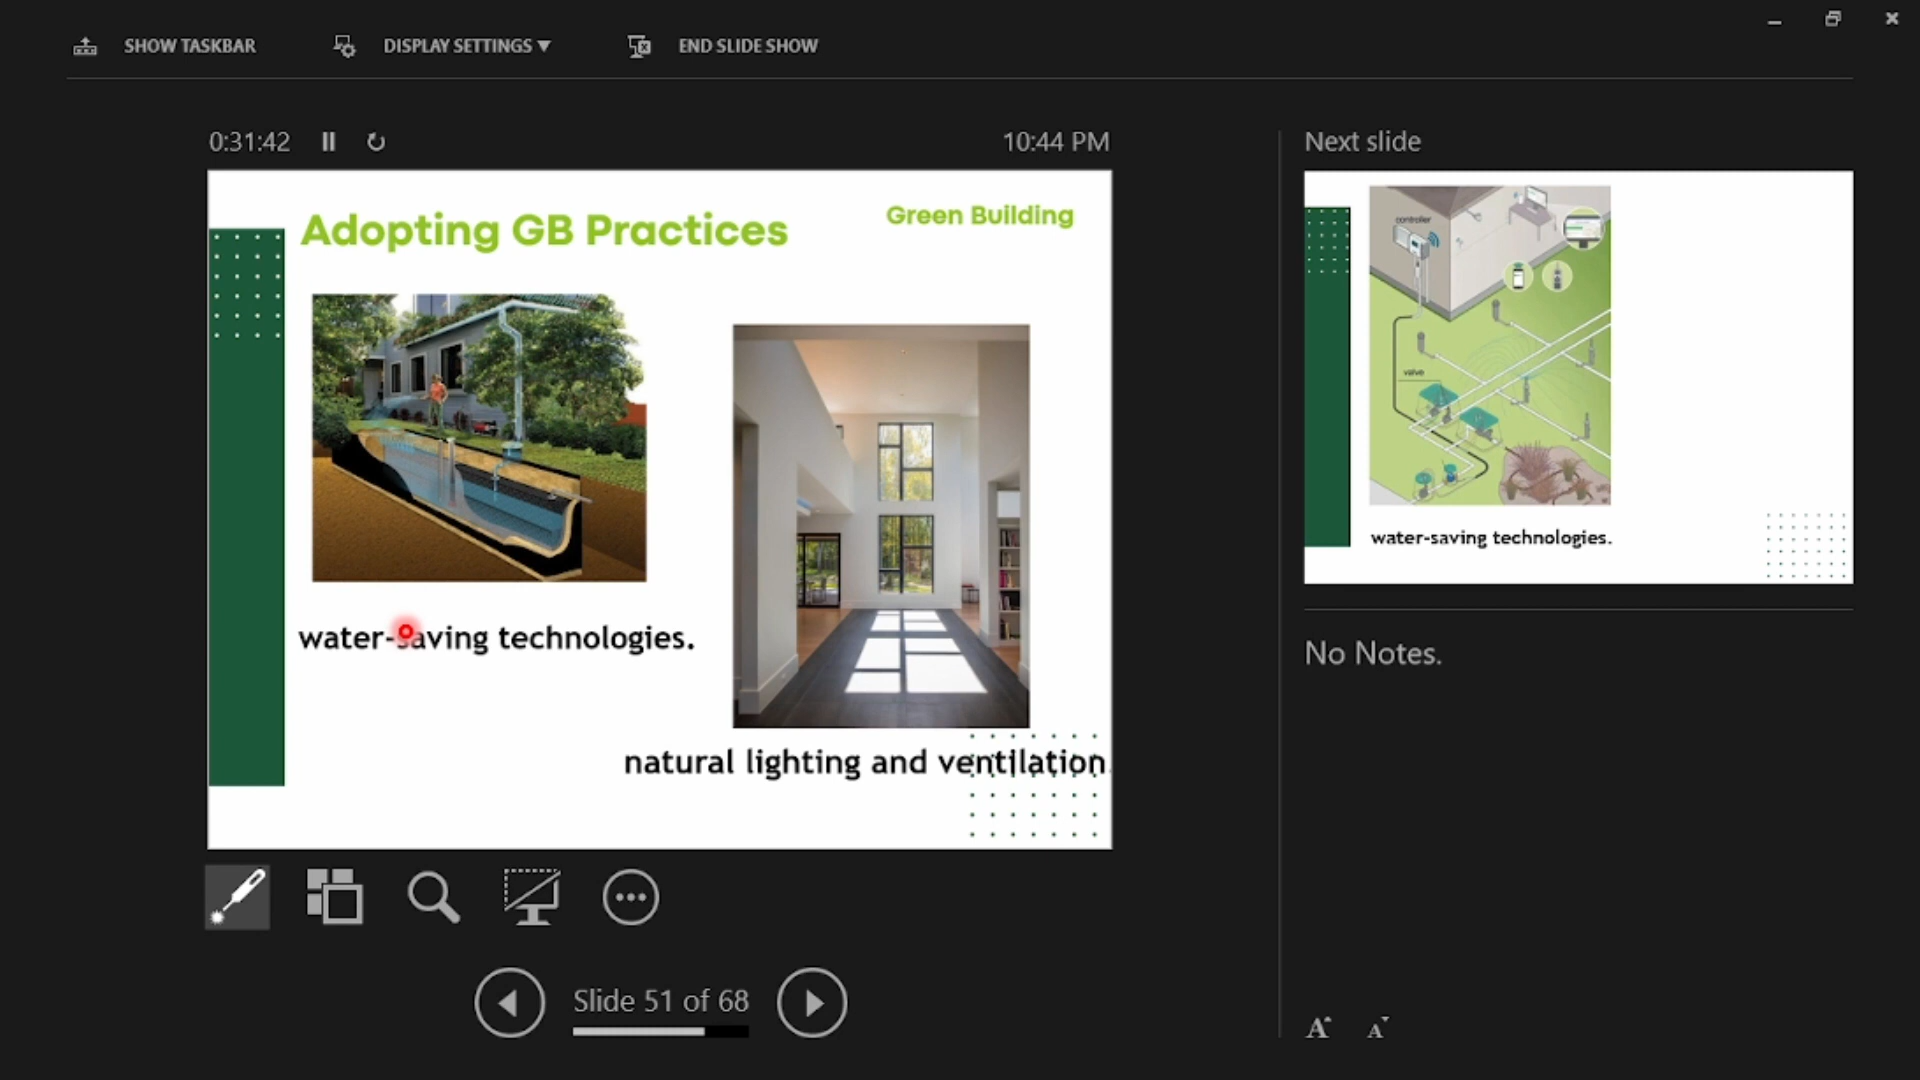 SHOW TASKBAR
DISPLAY SETTINGS ▼
END SLIDE SHOW
0:31:42
10:44 PM
Adopting GB Practices
Green Building
water-saving technologies.
natural lighting and ventilation.
Slide 51 of 68
Next slide
controller
valve
water-saving technologies.
No Notes.
A
A